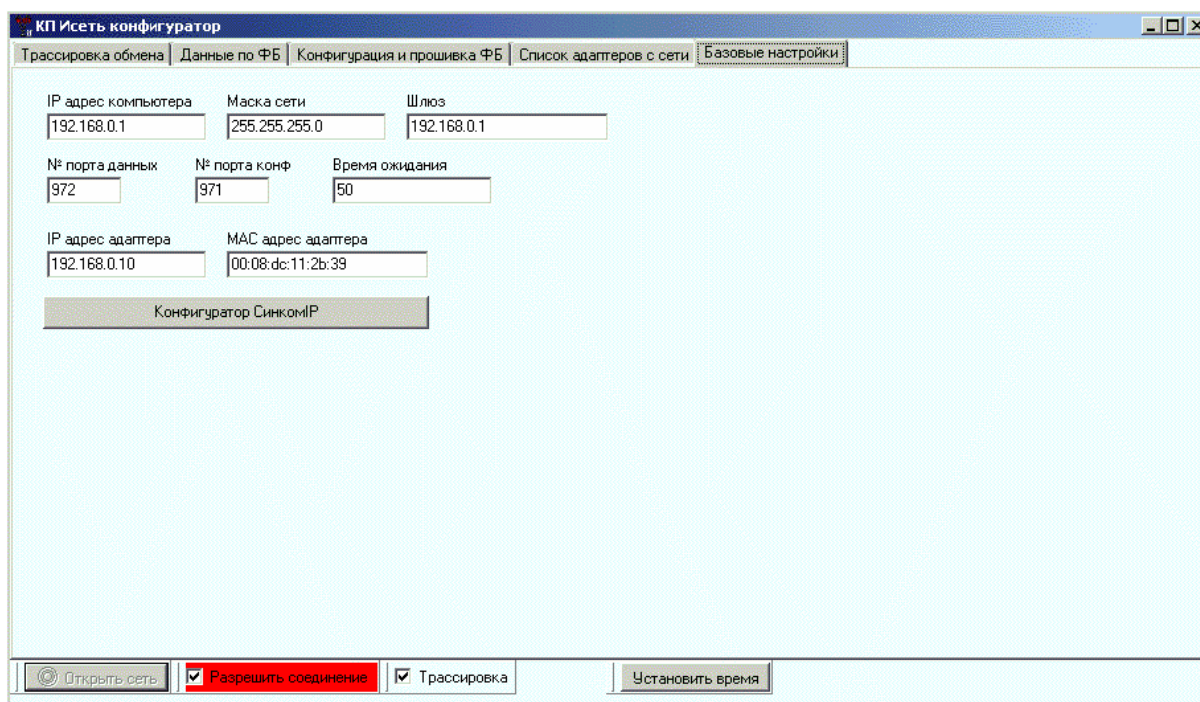 КП Исеть конфигуратор
Трассировка обмена Данные по ФБ Конфигурация и прошивка ФБ Список адаптеров с сети Базовые настройки
IP адрес компьютера Маска сети Шлюз
192.168.0.1 255.255.255.0 192.168.0.1
№ порта данных № порта конф Время ожидания
972 971 50
IP адрес адаптера MAC адрес адаптера
192.168.0.10 00:08:dc:11:2b:39
Конфигуратор СинкомIP
Открыть сеть Разрешить соединение Трассировка Установить время